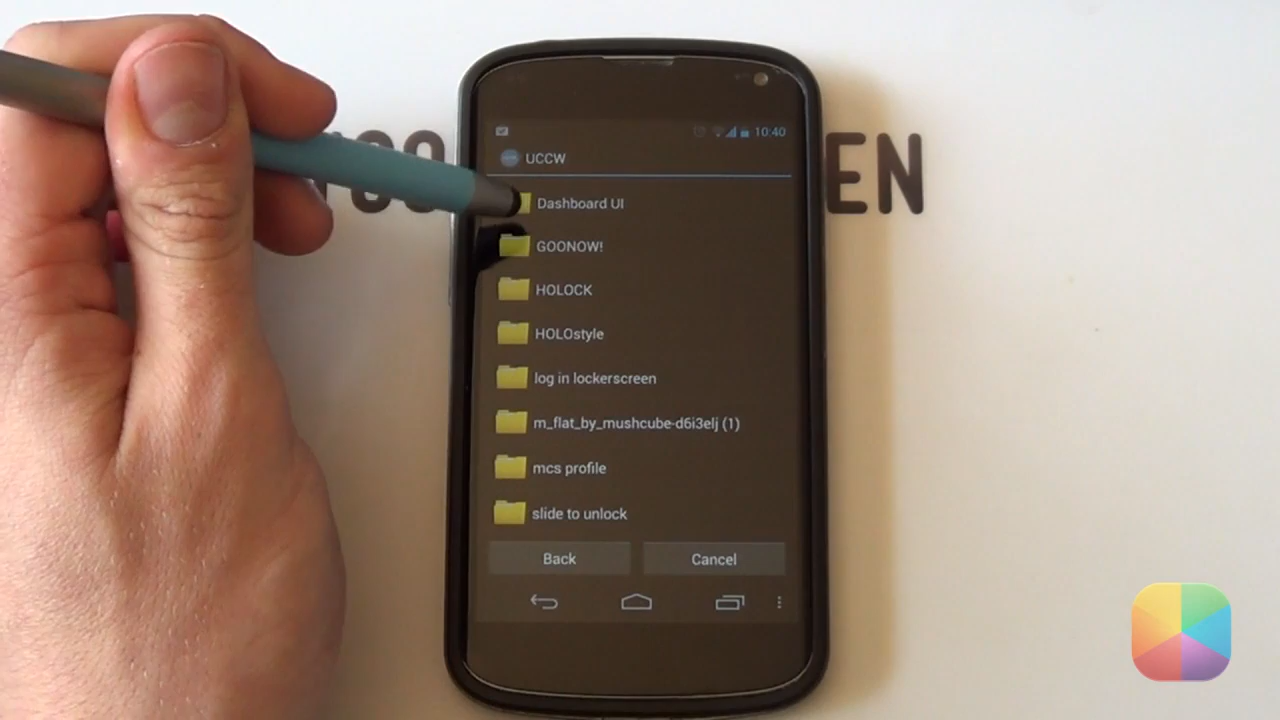 10:40
UCCW
EN
Dashboard UI
GOONOW!
HOLOCK
HOLOstyle
log in lockerscreen
m_flat_by_mushcube-d6i3elj (1)
mcs profile
slide to unlock
Back
Cancel